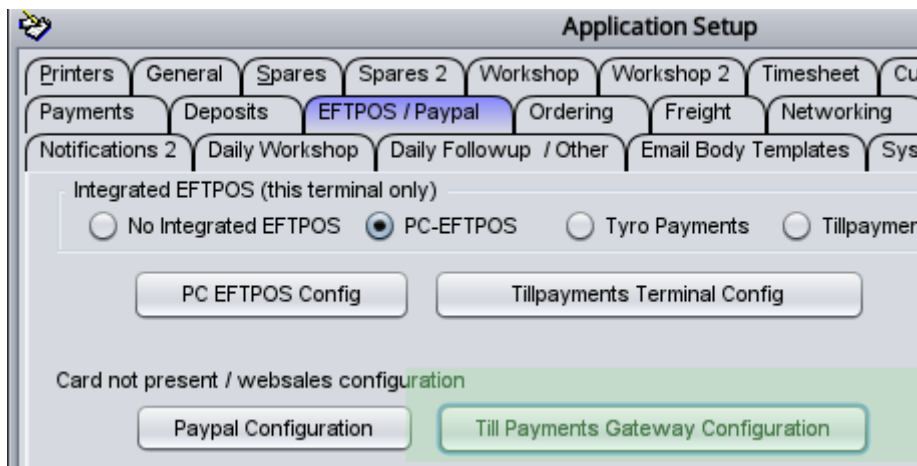 Application Setup
Printers General Spares Spares 2 Workshop Workshop 2 Timesheet
Payments Deposits EFTPOS / Paypal Ordering Freight Networking
Notifications 2 Daily Workshop Daily Followup / Other Email Body Templates Sys
Integrated EFTPOS (this terminal only)
No Integrated EFTPOS PC-EFTPOS Tyro Payments Tillpaymen
PC EFTPOS Config Tillpayments Terminal Config
Card not present / websales configuration
Paypal Configuration Till Payments Gateway Configuration